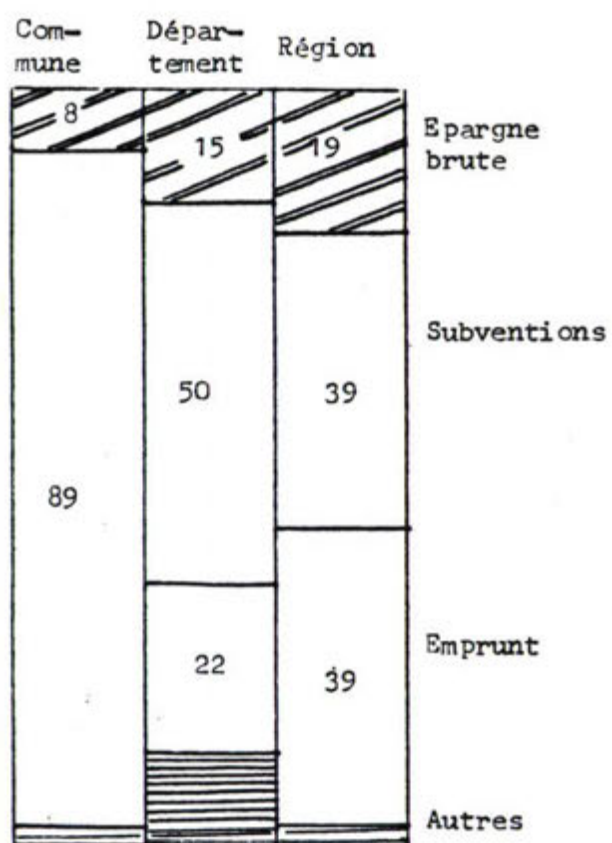 Com-
mune
Dépar-
tement
Région
8
15
19
Epargne
brute
Subventions
50
39
89
Emprunt
22
39
Autres